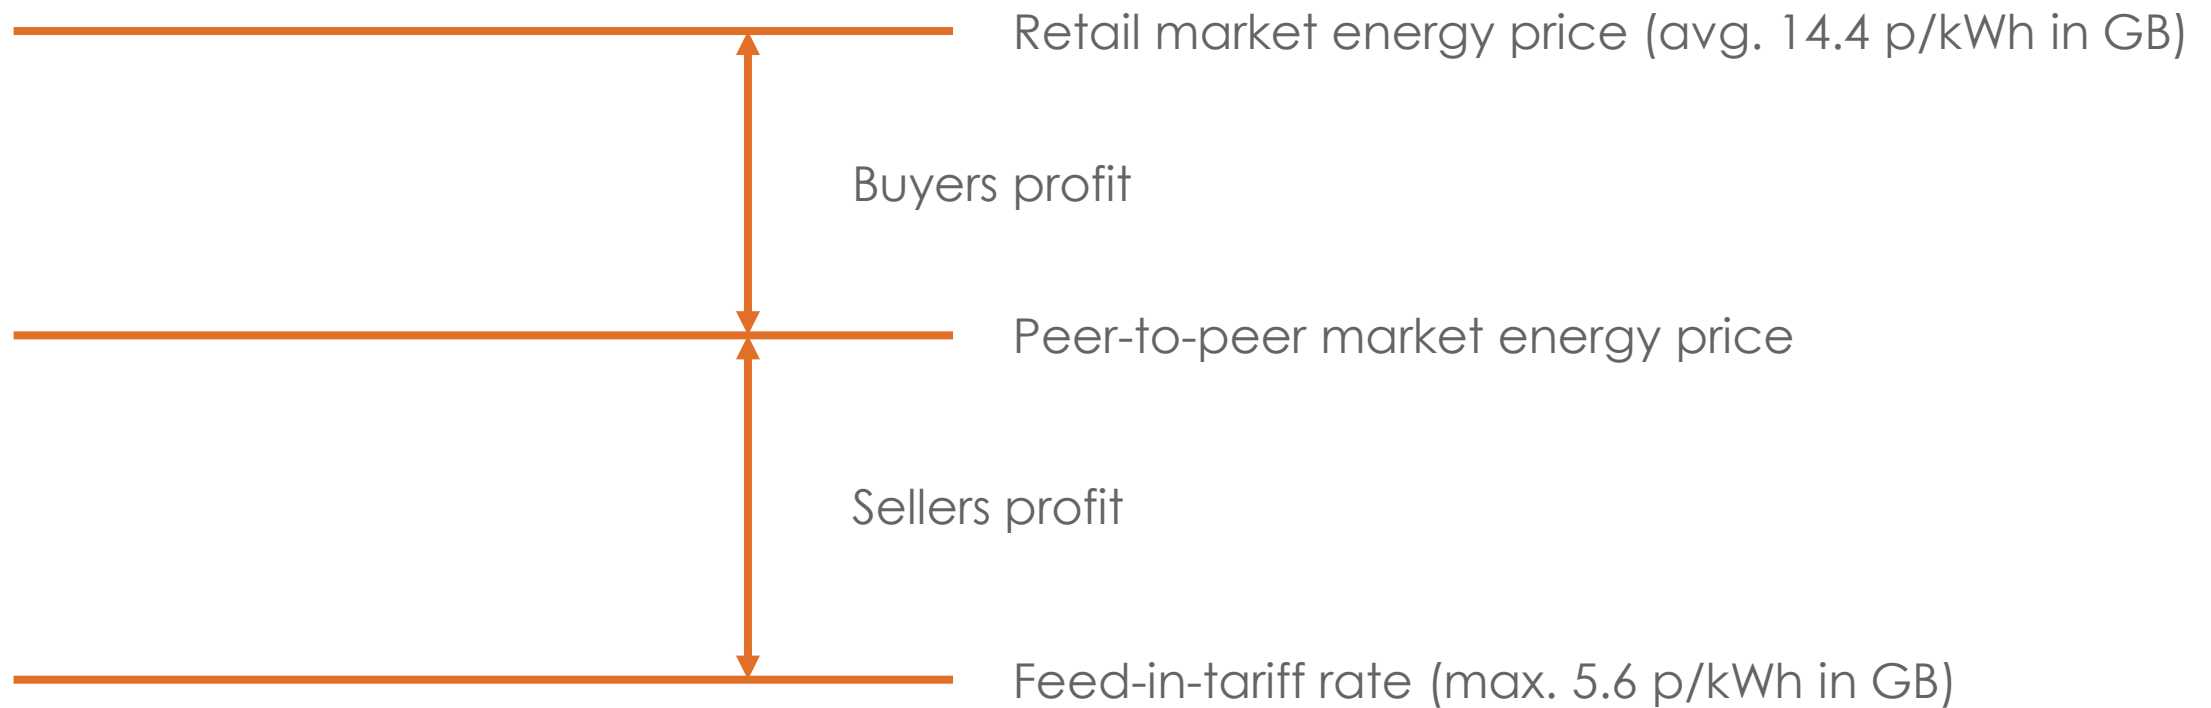 Retail market energy price (avg. 14.4 p/kWh in GB)
Buyers profit
Peer-to-peer market energy price
Sellers profit
Feed-in-tariff rate (max. 5.6 p/kWh in GB)